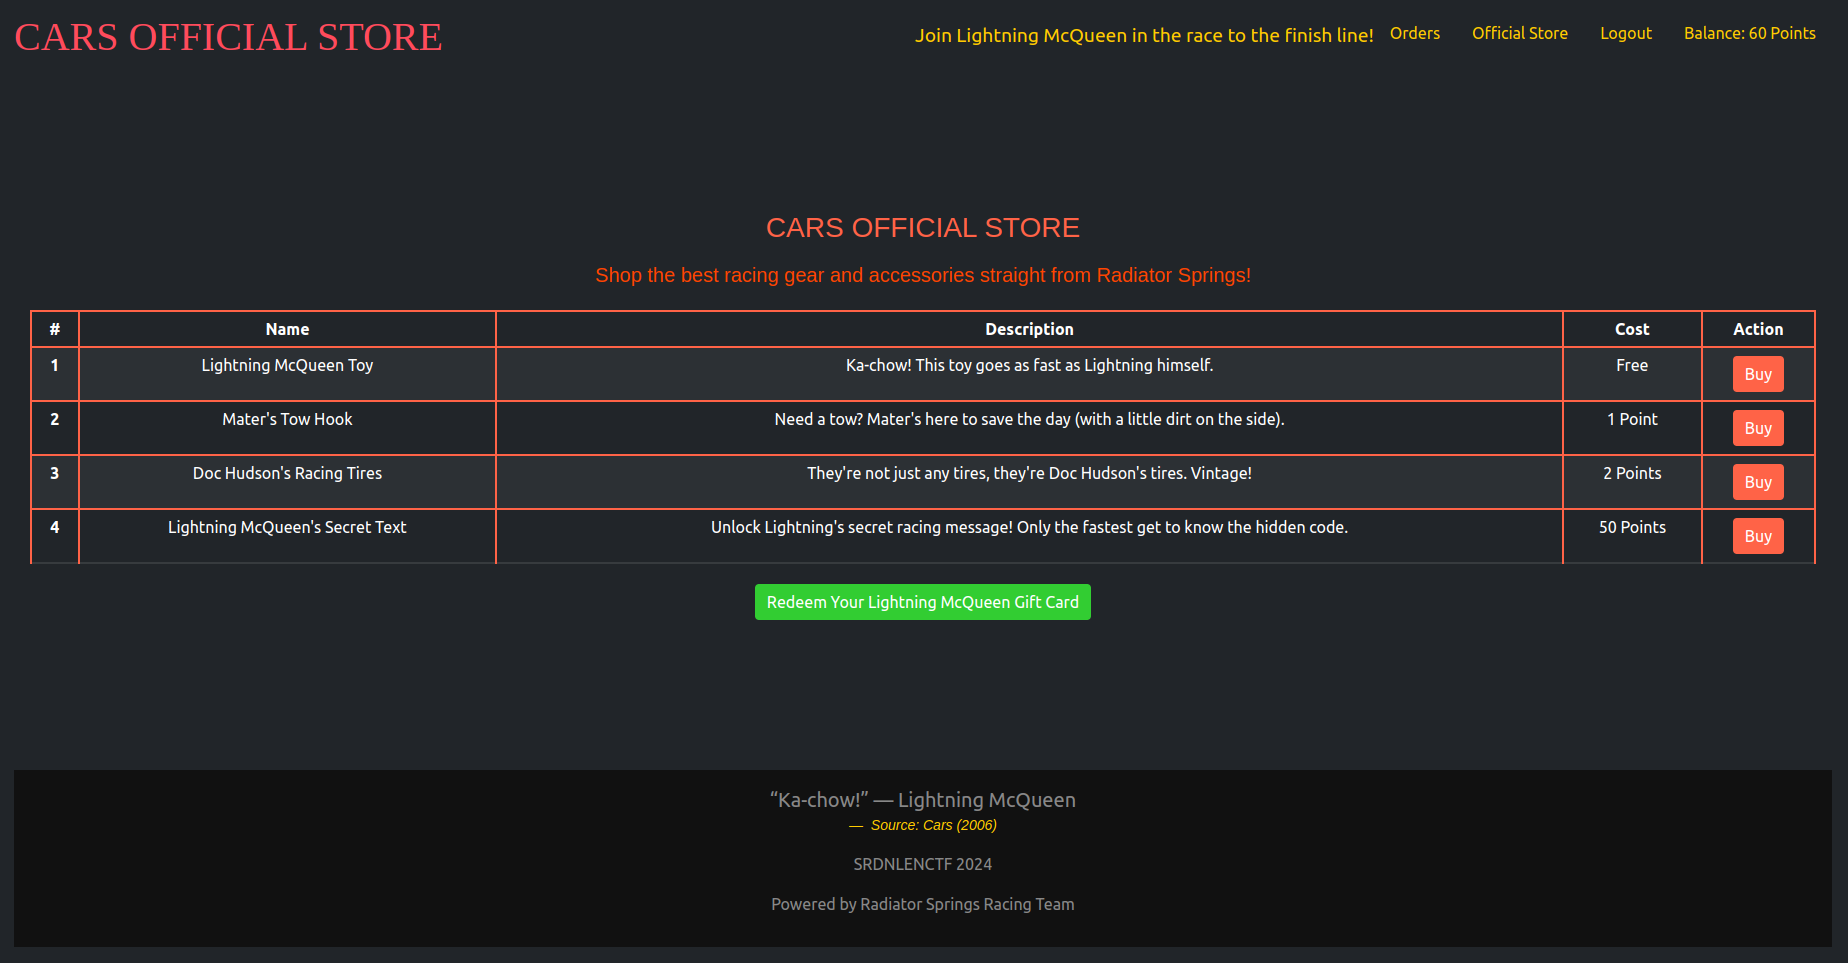 CARS OFFICIAL STORE
Join Lightning McQueen in the race to the finish line! Orders Official Store Logout Balance: 60 Points
CARS OFFICIAL STORE
Shop the best racing gear and accessories straight from Radiator Springs!
# Name Description Cost Action
1 Lightning McQueen Toy Ka-chow! This toy goes as fast as Lightning himself. Free Buy
2 Mater's Tow Hook Need a tow? Mater's here to save the day (with a little dirt on the side). 1 Point Buy
3 Doc Hudson's Racing Tires They're not just any tires, they're Doc Hudson's tires. Vintage! 2 Points Buy
4 Lightning McQueen's Secret Text Unlock Lightning's secret racing message! Only the fastest get to know the hidden code. 50 Points Buy
Redeem Your Lightning McQueen Gift Card
“Ka-chow!” — Lightning McQueen
— Source: Cars (2006)
SRDNLENCTF 2024
Powered by Radiator Springs Racing Team